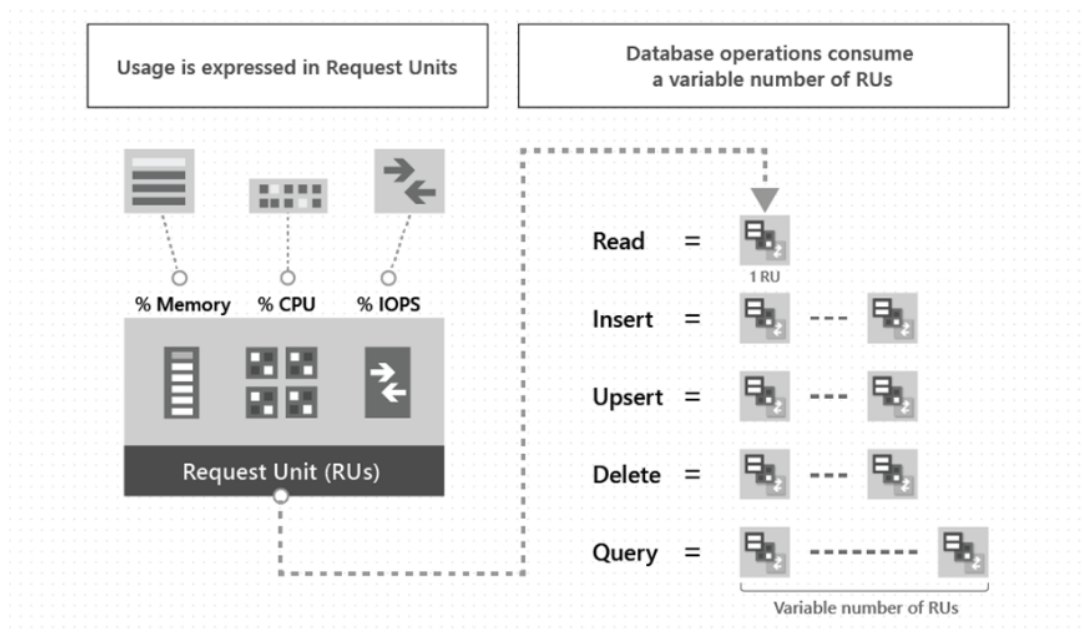 Usage is expressed in Request Units
Database operations consume
a variable number of RUs
% Memory
% CPU
% IOPS
Request Unit (RUs)
Read =
1 RU
Insert =
Upsert =
Delete =
Query =
Variable number of RUs